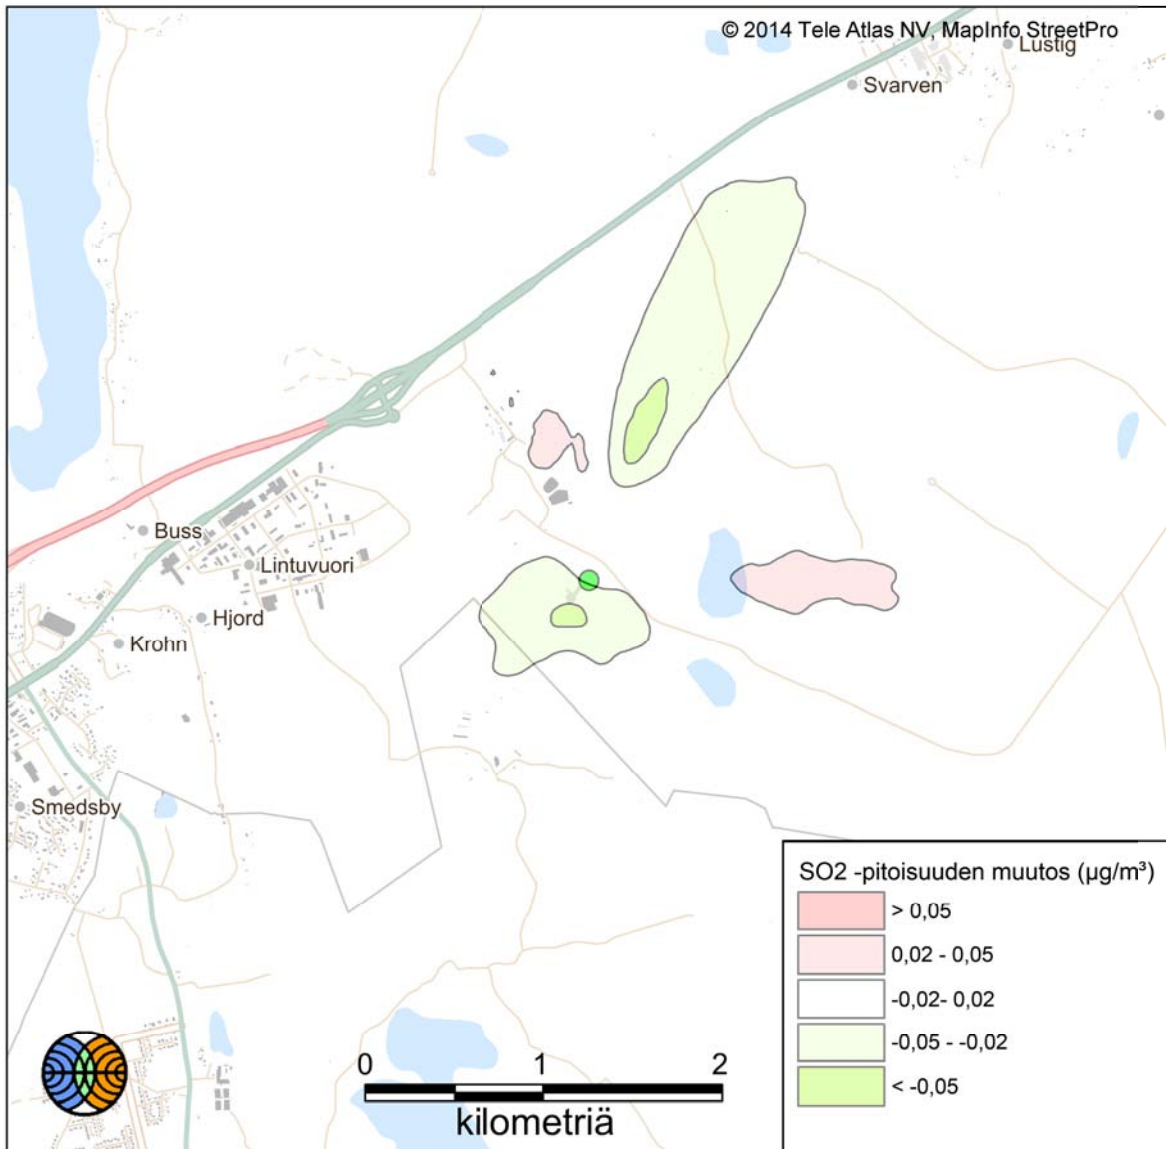 © 2014 Tele Atlas NV, MapInfo StreetPro
Lustig
Svarven
Buss
Lintuvuori
Hjord
Krohn
Smedsby
SO2 -pitoisuuden muutos (µg/m³)
> 0,05
0,02 - 0,05
-0,02- 0,02
-0,05 - -0,02
< -0,05
0 1 2
kilometriä